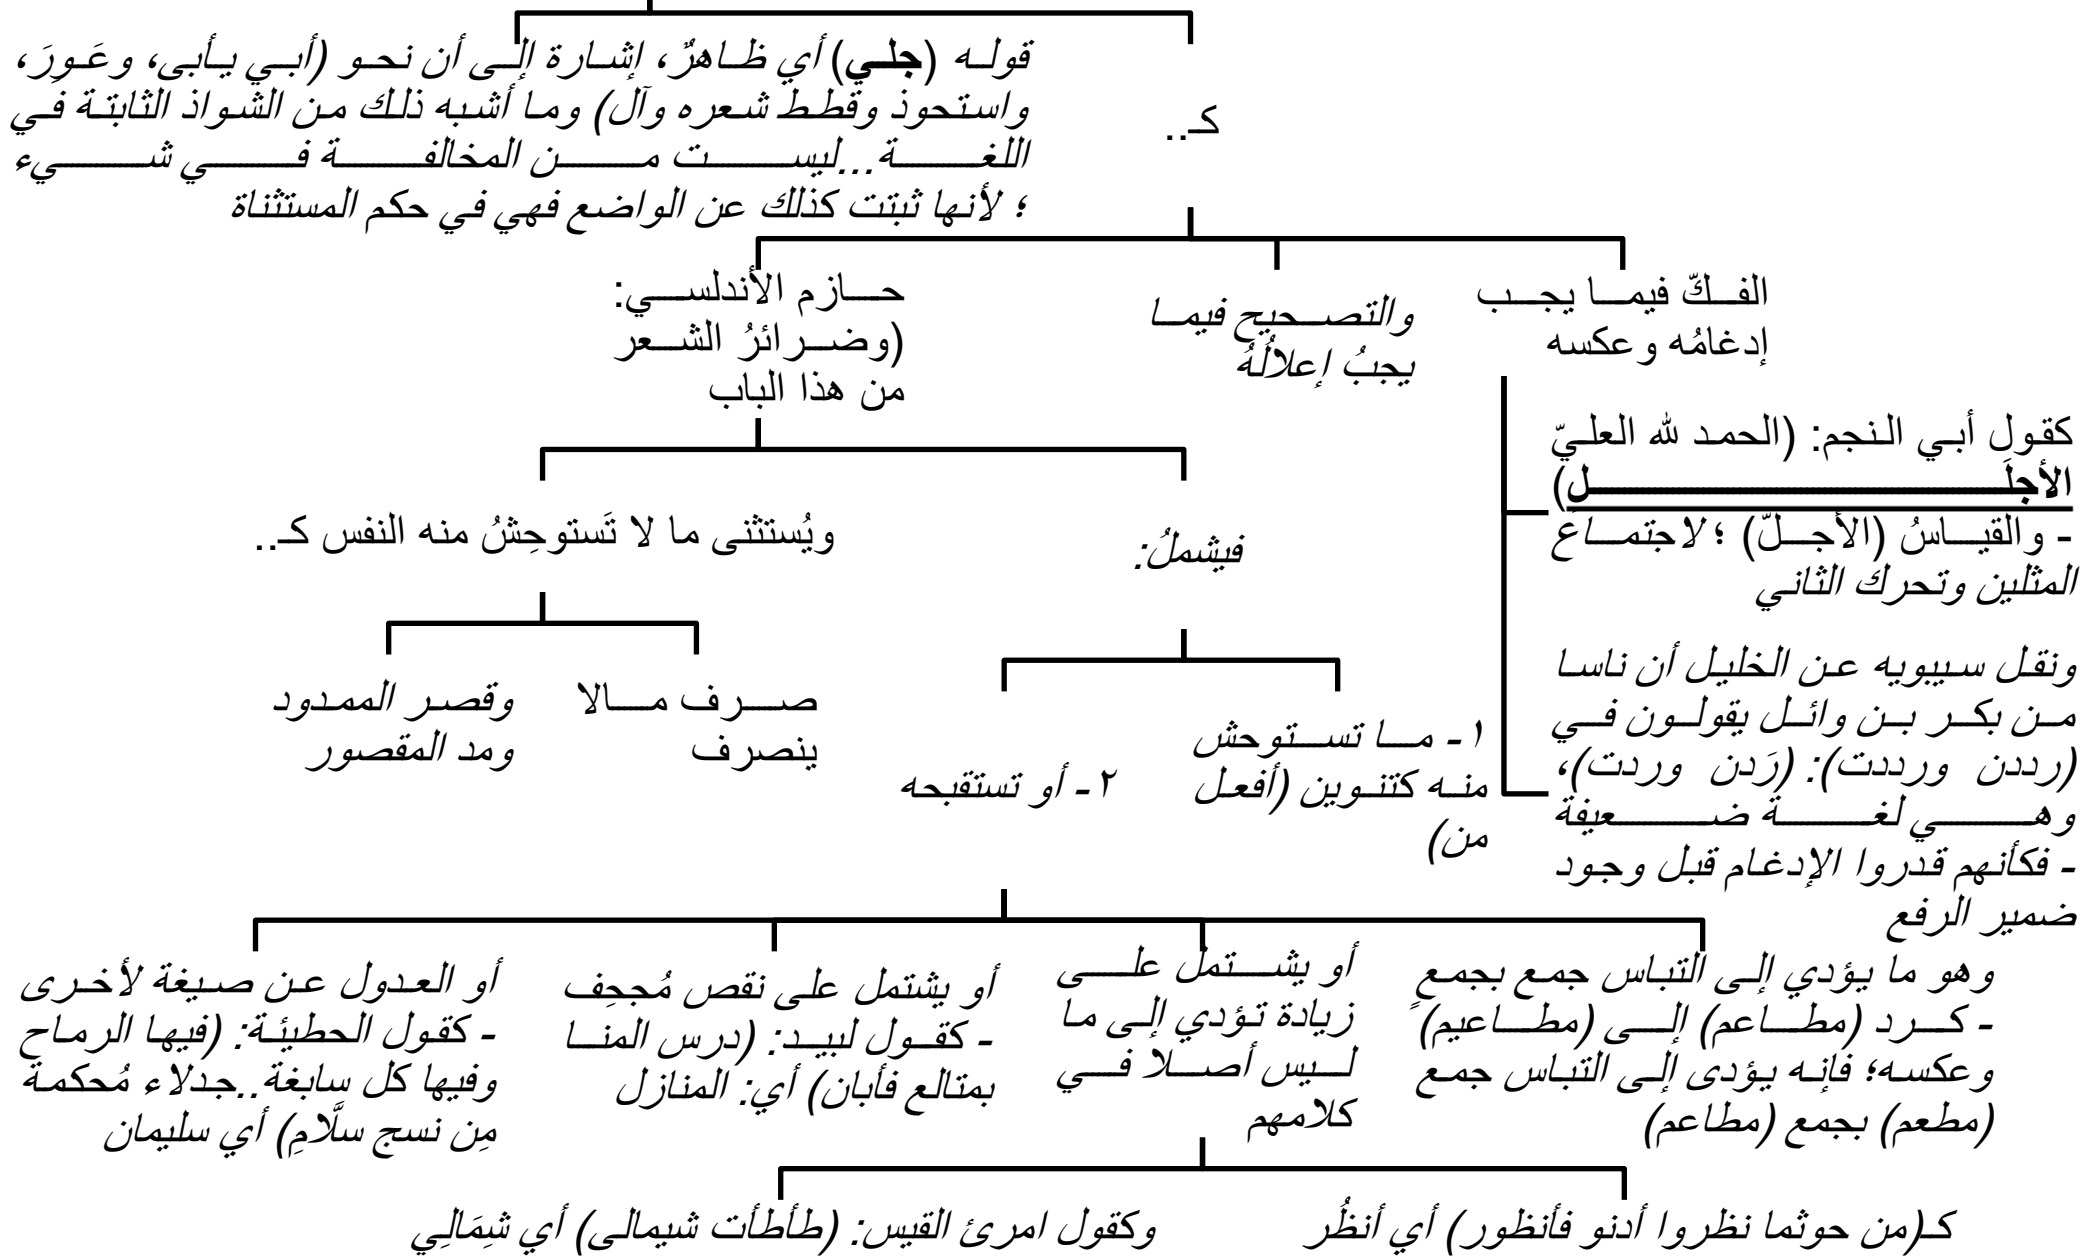 قوله (جلي) أي ظاهرٌ، إشارة إلى أن نحو (أبي يأبى، وعَوِرَ،
واستحوذ وقطط شعره وآل) وما أشبه ذلك من الشواذ الثابتة في
اللغة...ليست من المخالفة في شيء
؛ لأنها ثبتت كذلك عن الواضع فهي في حكم المستثناة
كـ..
الفكّ فيما يجب
إدغامُه وعكسه
والتصحيح فيما
يجبُ إعلالُهُ
حازم الأندلسي:
(وضرائرُ الشعر
من هذا الباب
كقول أبي النجم: (الحمد لله العليّ
الأجلَل)
- والقياسُ (الأجلّ) ؛لاجتماع
المثلين وتحرك الثاني
ونقل سيبويه عن الخليل أن ناسا
من بكر بن وائل يقولون في
(رددن ورددت): (رَدن وردت)،
وهي لغة ضعيفة
- فكأنهم قدروا الإدغام قبل وجود
ضمير الرفع
فيشملُ:
ويُستثنى ما لا تَستوحِشُ منه النفس كـ..
صرف مالا
ينصرف
وقصر الممدود
ومد المقصور
١- ما تستوحش
منه كتنوين (أفعل
من)
٢- أو تستقبحه
وهو ما يؤدي إلى التباس جمع بجمعٍ
- كرد (مطاعم) إلى (مطاعيم)
وعكسه؛ فإنه يؤدى إلى التباس جمع
(مطعم) بجمع (مطاعم)
أو يشتمل على
زيادة تؤدي إلى ما
ليس أصلا في
كلامهم
أو يشتمل على نقص مُجحِف
- كقول لبيد: (درس المنا
بمتالع فأبان) أي: المنازل
أو العدول عن صيغة لأخرى
- كقول الحطيئة: (فيها الرماح
وفيها كل سابغة..جدلاء مُحكمة
مِن نسج سلَّامِ) أي سليمان
كـ(من حوثما نظروا أدنو فأنظور) أي أنظُر
وكقول امرئ القيس: (طأطأت شيمالى) أي شِمَالِي